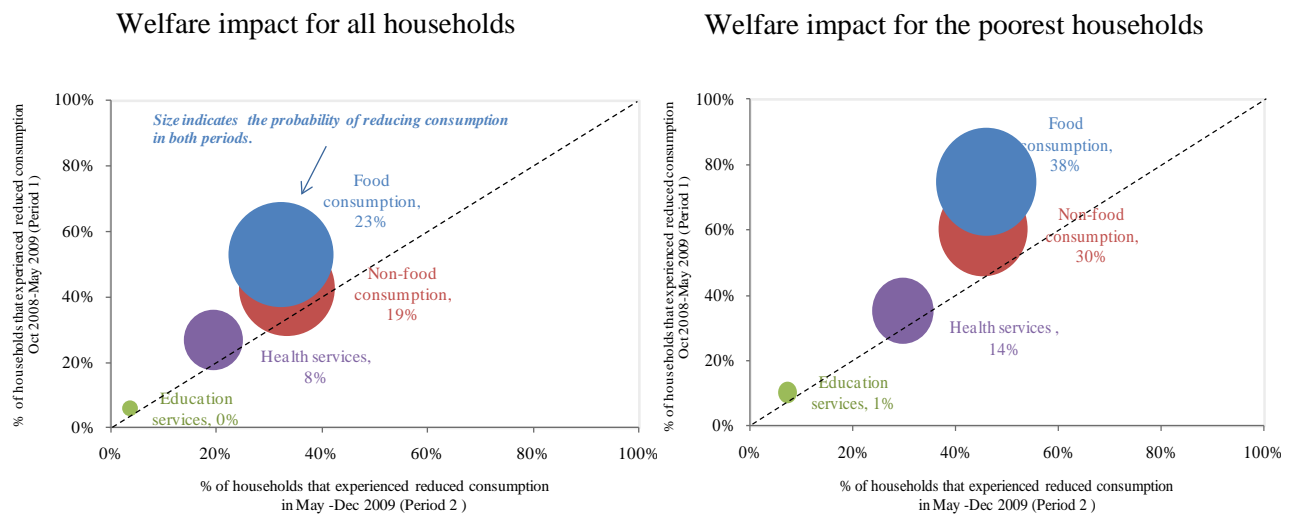 Welfare impact for all households
% of households that experienced reduced consumption
Oct 2008-May 2009 (Period 1)
100%
80%
60%
40%
20%
0%
Size indicates the probability of reducing consumption
in both periods.
Food
consumption,
23%
Non-food
consumption,
19%
Health services,
8%
Education
services, 0%
0%
20%
40%
60%
80%
100%
% of households that experienced reduced consumption
in May -Dec 2009 (Period 2 )
Welfare impact for the poorest households
% of households that experienced reduced consumption
Oct 2008-May 2009 (Period 1)
100%
80%
60%
40%
20%
0%
Food
consumption,
38%
Non-food
consumption,
30%
Health services ,
14%
Education
services, 1%
0%
20%
40%
60%
80%
100%
% of households that experienced reduced consumption
in May -Dec 2009 (Period 2 )